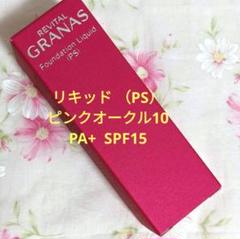 REVITAL
GRANAS
Foundation Liquid
(PS)
リキッド （PS）
ピンクオークル10
PA+ SPF15